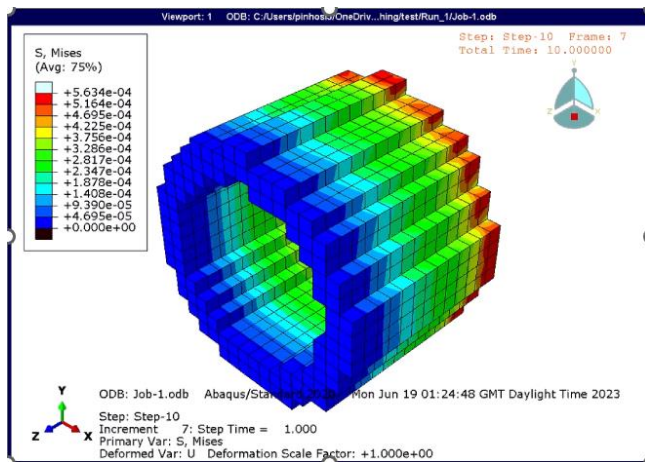 Viewport: 1 ODB: C:/Users/pinhosl3/OneDriv...hing/test/Run_1/Job-1.odb
Step: Step-10 Frame: 7
Total Time: 10.000000
S, Mises
(Avg: 75%)
+5.634e-04
+5.164e-04
+4.695e-04
+4.225e-04
+3.756e-04
+3.286e-04
+2.817e-04
+2.347e-04
+1.878e-04
+1.408e-04
+9.390e-05
+4.695e-05
+0.000e+00
Y
X
Z
ODB: Job-1.odb Abaqus/Standard Mon Jun 19 01:24:48 GMT Daylight Time 2023
Step: Step-10
Increment 7: Step Time = 1.000
Primary Var: S, Mises
Deformed Var: U Deformation Scale Factor: +1.000e+00
Y
Z
X